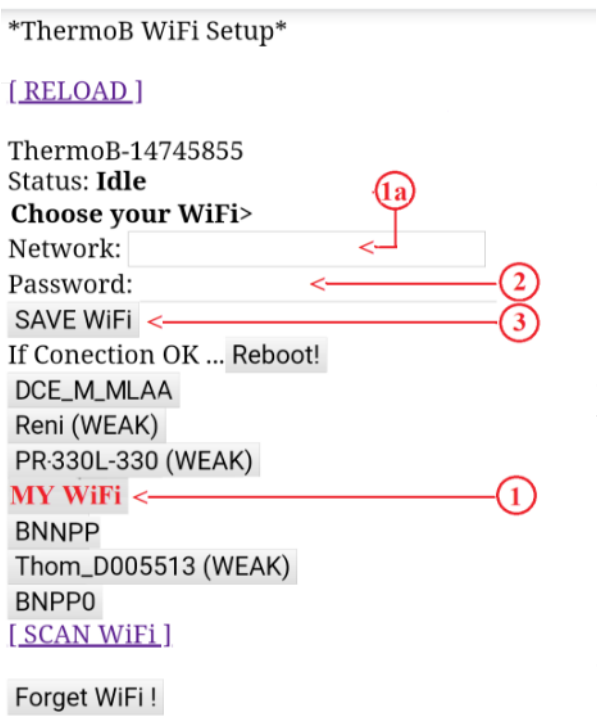 *ThermoB WiFi Setup*
[ RELOAD ]
ThermoB-14745855
Status: Idle
1a
Choose your WiFi>
Network:
Password:
2
SAVE WiFi
3
If Conection OK ... Reboot!
DCE_M_MLAA
Reni (WEAK)
PR-330L-330 (WEAK)
MY WiFi
1
BNNPP
Thom_D005513 (WEAK)
BNPP0
[ SCAN WiFi ]
Forget WiFi !